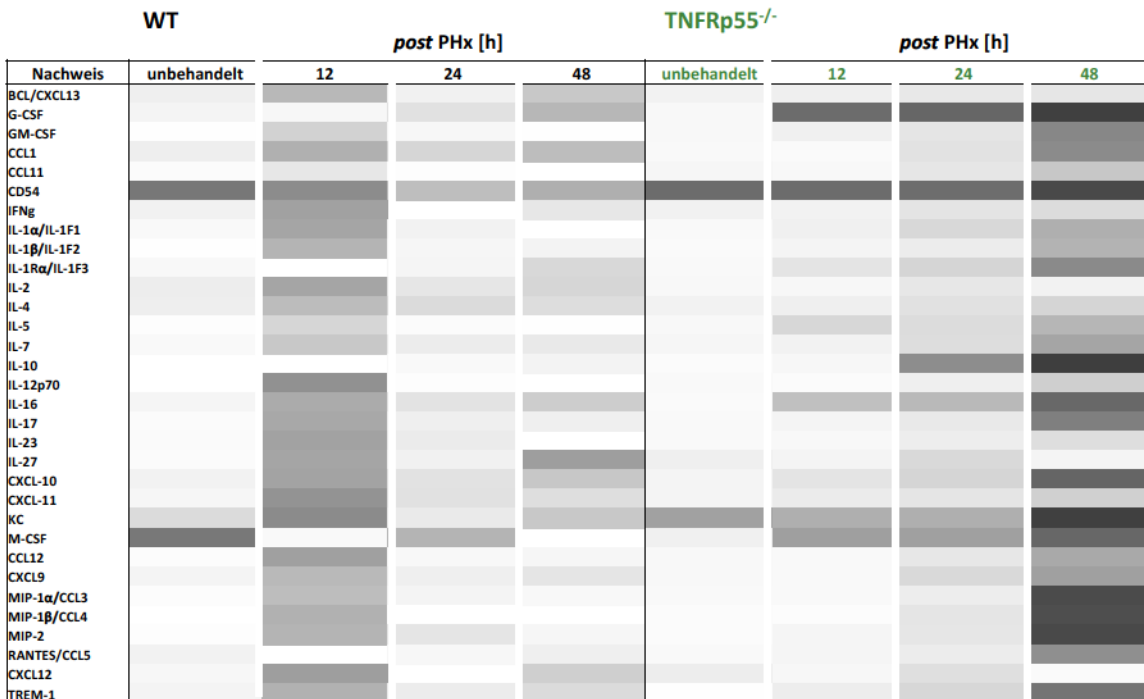 WT TNFRp55-/-
post PHx [h] post PHx [h]
Nachweis unbehandelt 12 24 48 unbehandelt 12 24 48
BCL/CXCL13
G-CSF
GM-CSF
CCL1
CCL11
CD54
IFNg
IL-1α/IL-1F1
IL-1β/IL-1F2
IL-1Rα/IL-1F3
IL-2
IL-4
IL-5
IL-7
IL-10
IL-12p70
IL-16
IL-17
IL-23
IL-27
CXCL-10
CXCL-11
KC
M-CSF
CCL12
CXCL9
MIP-1α/CCL3
MIP-1β/CCL4
MIP-2
RANTES/CCL5
CXCL12
TREM-1